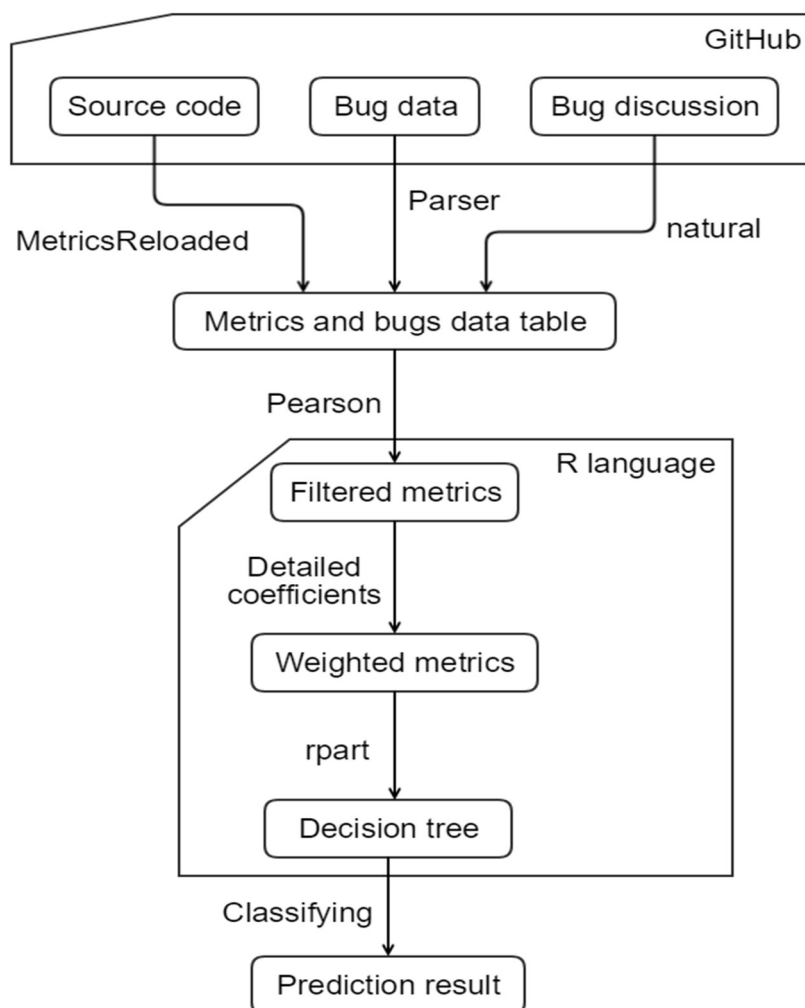 GitHub
Source code
Bug data
Bug discussion
Parser
MetricsReloaded
natural
Metrics and bugs data table
Pearson
R language
Filtered metrics
Detailed
coefficients
Weighted metrics
rpart
Decision tree
Classifying
Prediction result